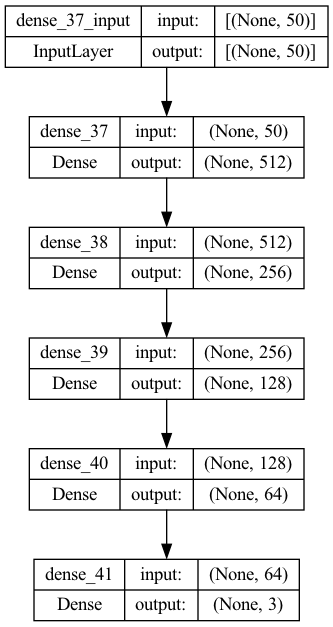 dense_37_input input: [(None, 50)]
InputLayer output: [(None, 50)]
dense_37 input: (None, 50)
Dense output: (None, 512)
dense_38 input: (None, 512)
Dense output: (None, 256)
dense_39 input: (None, 256)
Dense output: (None, 128)
dense_40 input: (None, 128)
Dense output: (None, 64)
dense_41 input: (None, 64)
Dense output: (None, 3)